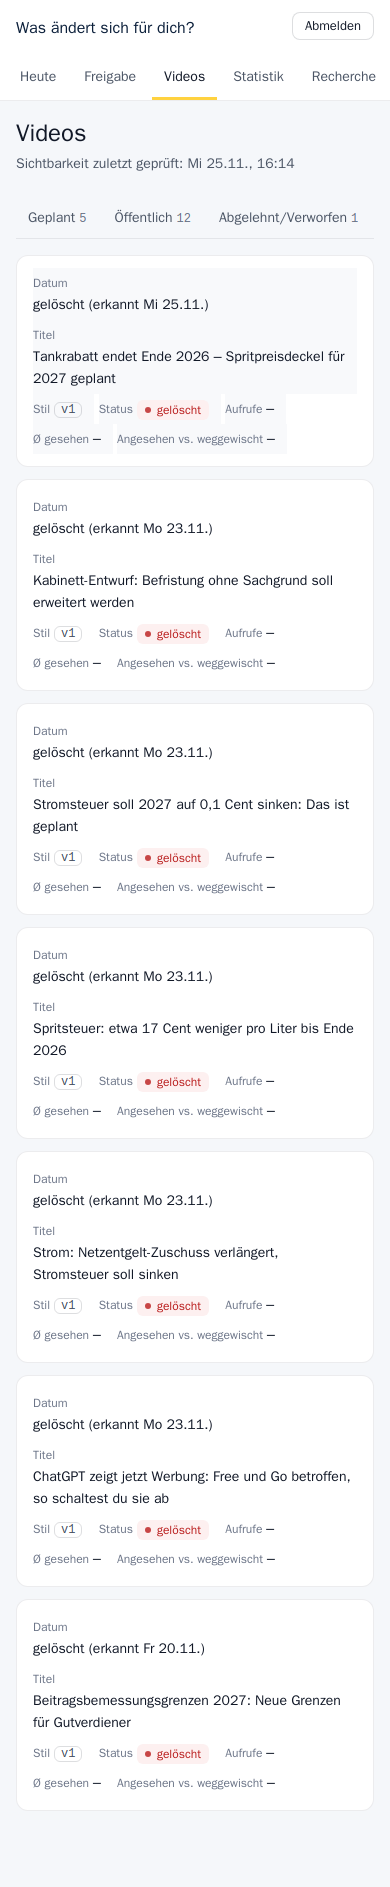 Was ändert sich für dich?
Abmelden
Heute Freigabe Videos Statistik Recherche
Videos
Sichtbarkeit zuletzt geprüft: Mi 25.11., 16:14
Geplant 5 Öffentlich 12 Abgelehnt/Verworfen 1
Datum
gelöscht (erkannt Mi 25.11.)
Titel
Tankrabatt endet Ende 2026 – Spritpreisdeckel für
2027 geplant
Stil v1 Status gelöscht Aufrufe –
Ø gesehen – Angesehen vs. weggewischt –
Datum
gelöscht (erkannt Mo 23.11.)
Titel
Kabinett-Entwurf: Befristung ohne Sachgrund soll
erweitert werden
Stil v1 Status gelöscht Aufrufe –
Ø gesehen – Angesehen vs. weggewischt –
Datum
gelöscht (erkannt Mo 23.11.)
Titel
Stromsteuer soll 2027 auf 0,1 Cent sinken: Das ist
geplant
Stil v1 Status gelöscht Aufrufe –
Ø gesehen – Angesehen vs. weggewischt –
Datum
gelöscht (erkannt Mo 23.11.)
Titel
Spritsteuer: etwa 17 Cent weniger pro Liter bis Ende
2026
Stil v1 Status gelöscht Aufrufe –
Ø gesehen – Angesehen vs. weggewischt –
Datum
gelöscht (erkannt Mo 23.11.)
Titel
Strom: Netzentgelt-Zuschuss verlängert,
Stromsteuer soll sinken
Stil v1 Status gelöscht Aufrufe –
Ø gesehen – Angesehen vs. weggewischt –
Datum
gelöscht (erkannt Mo 23.11.)
Titel
ChatGPT zeigt jetzt Werbung: Free und Go betroffen,
so schaltest du sie ab
Stil v1 Status gelöscht Aufrufe –
Ø gesehen – Angesehen vs. weggewischt –
Datum
gelöscht (erkannt Fr 20.11.)
Titel
Beitragsbemessungsgrenzen 2027: Neue Grenzen
für Gutverdiener
Stil v1 Status gelöscht Aufrufe –
Ø gesehen – Angesehen vs. weggewischt –